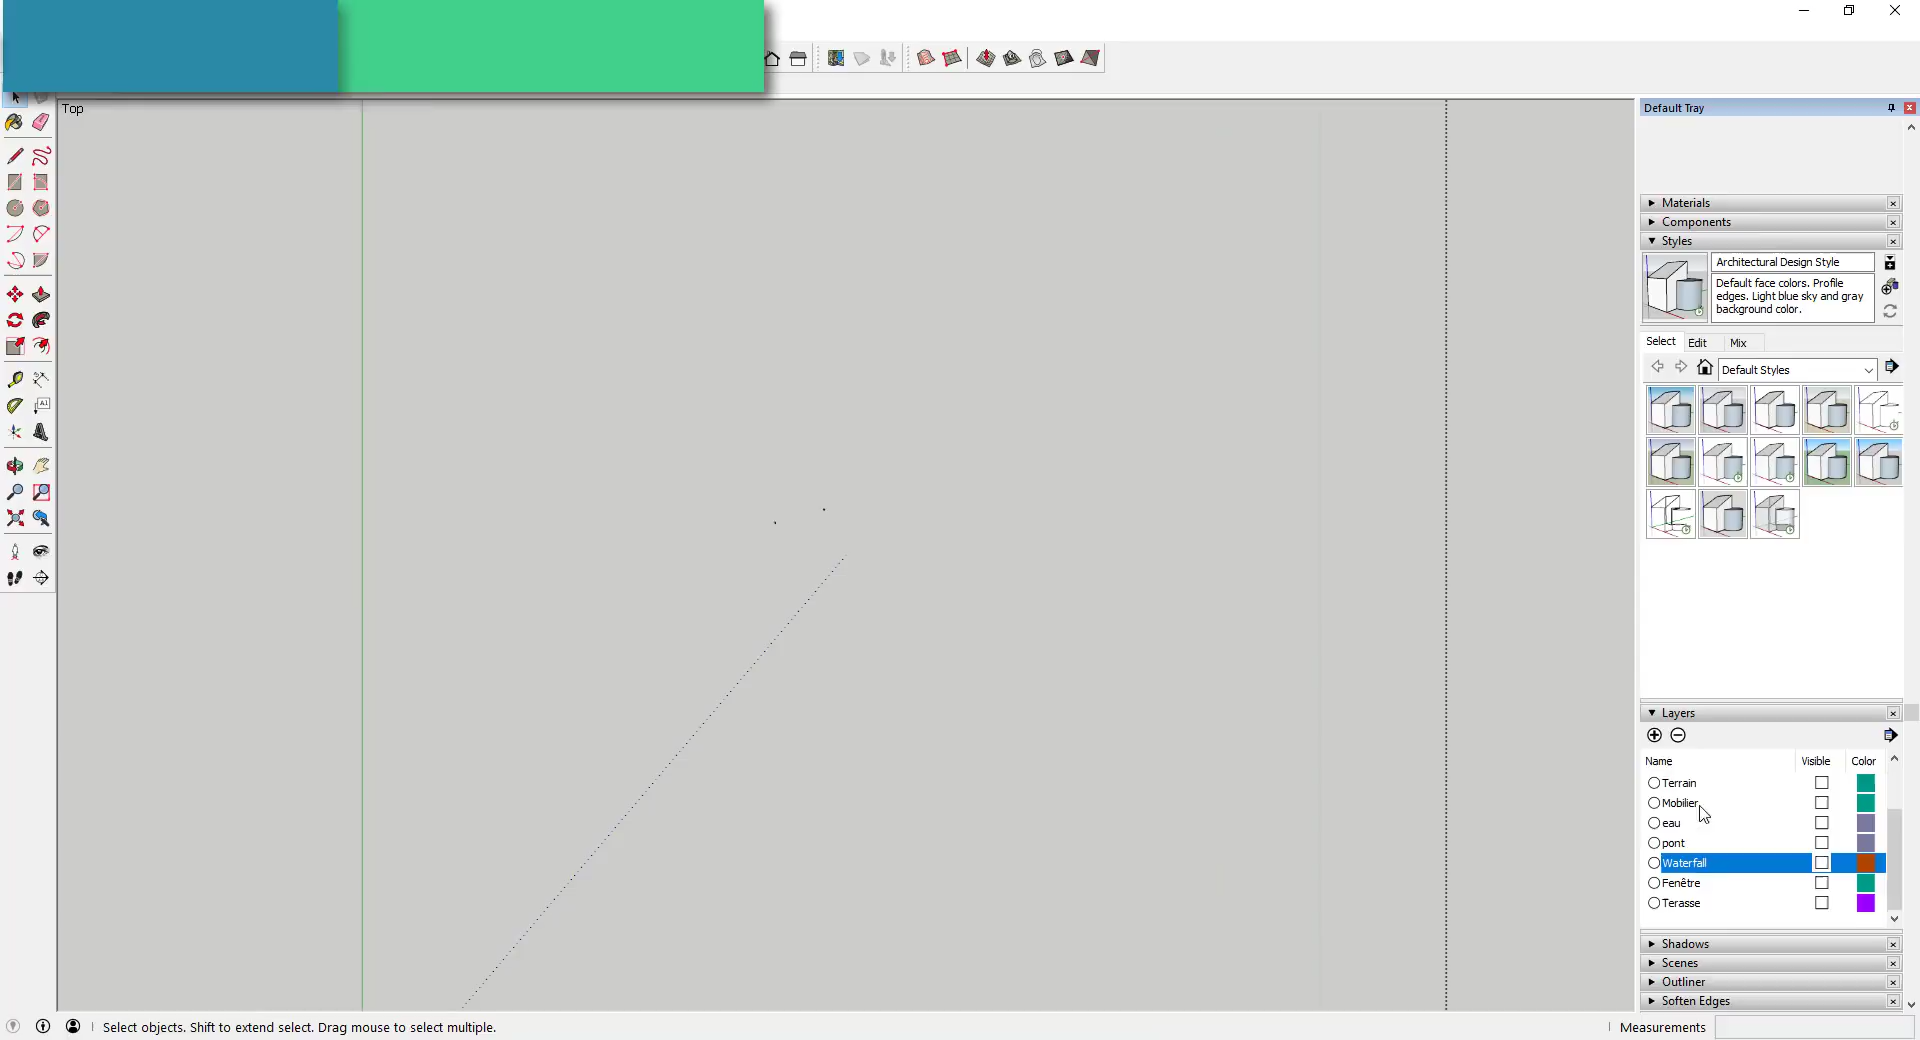 Top
Default Tray
Materials
Components
Styles
Architectural Design Style
Default face colors. Profile
edges. Light blue sky and gray
background color.
Select Edit Mix
Default Styles
Layers
Name Visible Color
Terrain
Mobilier
eau
pont
Waterfall
Fenêtre
Terasse
Shadows
Scenes
Outliner
Soften Edges
Select objects. Shift to extend select. Drag mouse to select multiple.
Measurements